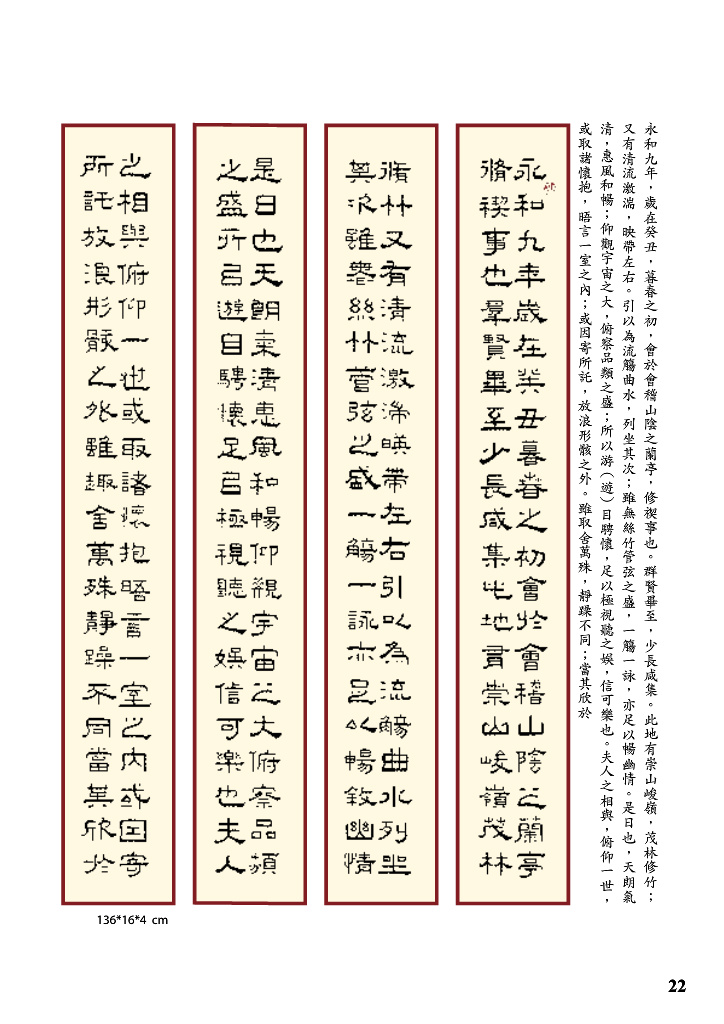 永和九年，歲在癸丑，暮春之初，會於會稽山陰之蘭亭，修禊事也。群賢畢至，少長咸集。此地有崇山峻嶺，茂林修竹；
又有清流激湍，映帶左右。引以為流觴曲水，列坐其次；雖無絲竹管弦之盛，一觴一詠，亦足以暢幽情。是日也，天朗氣
清，惠風和暢；仰觀宇宙之大，俯察品類之盛；所以游（遊）目騁懷，足以極視聽之娛，信可樂也。夫人之相與，俯仰一世，
或取諸懷抱，晤言一室之內；或因寄所託，放浪形骸之外。雖取舍萬殊，靜躁不同；當其欣於
永和九年歲在癸丑暮春之初會於會稽山陰之蘭亭
脩禊事也羣賢畢至少長咸集此地有崇山峻嶺茂林
脩竹又有清流激湍暎帶左右引以為流觴曲水列坐
其次雖無絲竹管弦之盛一觴一詠亦足以暢敘幽情
是日也天朗氣清惠風和暢仰觀宇宙之大俯察品類
之盛所以遊目騁懷足以極視聽之娛信可樂也夫人
之相與俯仰一世或取諸懷抱晤言一室之內或因寄
所託放浪形骸之外雖趣舍萬殊靜躁不同當其欣於
136*16*4 cm
22